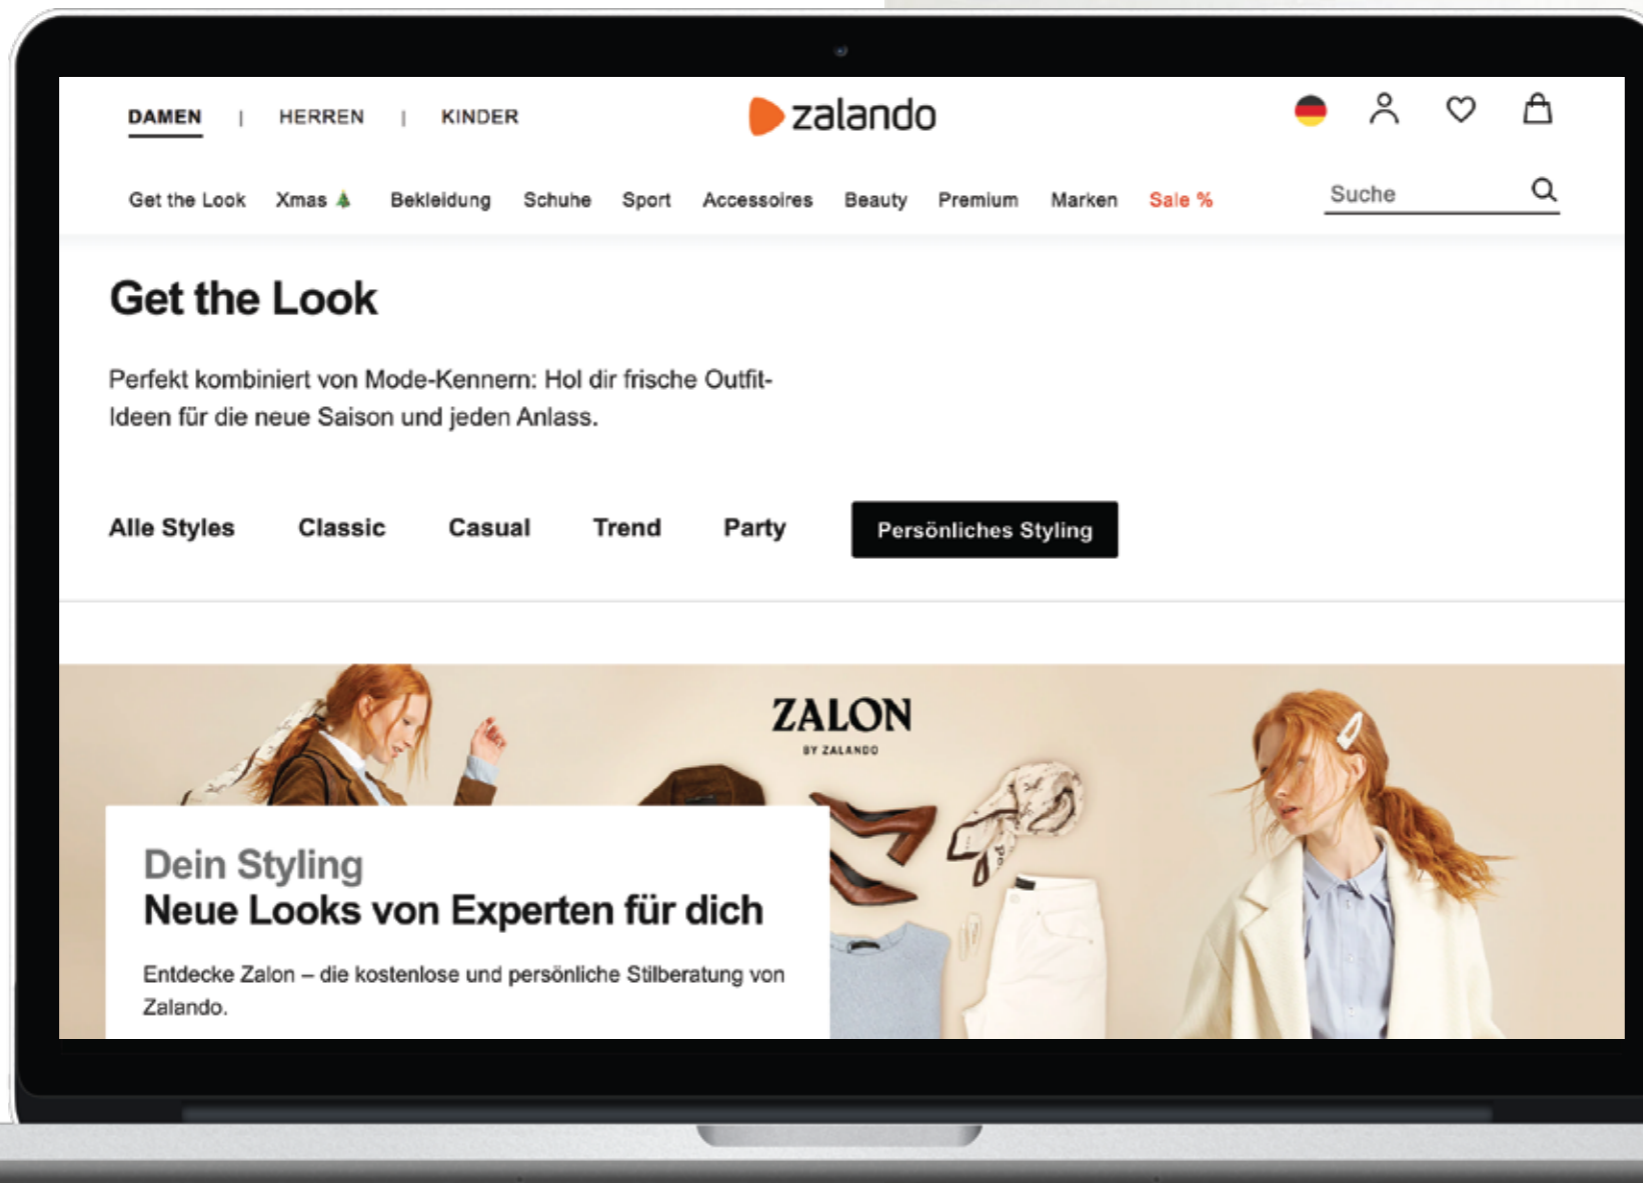 DAMEN | HERREN | KINDER
zalando
Get the Look Xmas Bekleidung Schuhe Sport Accessoires Beauty Premium Marken Sale %
Suche
Get the Look
Perfekt kombiniert von Mode-Kennern: Hol dir frische Outfit-
Ideen für die neue Saison und jeden Anlass.
Alle Styles Classic Casual Trend Party Persönliches Styling
ZALON
BY ZALANDO
Dein Styling
Neue Looks von Experten für dich
Entdecke Zalon – die kostenlose und persönliche Stilberatung von
Zalando.